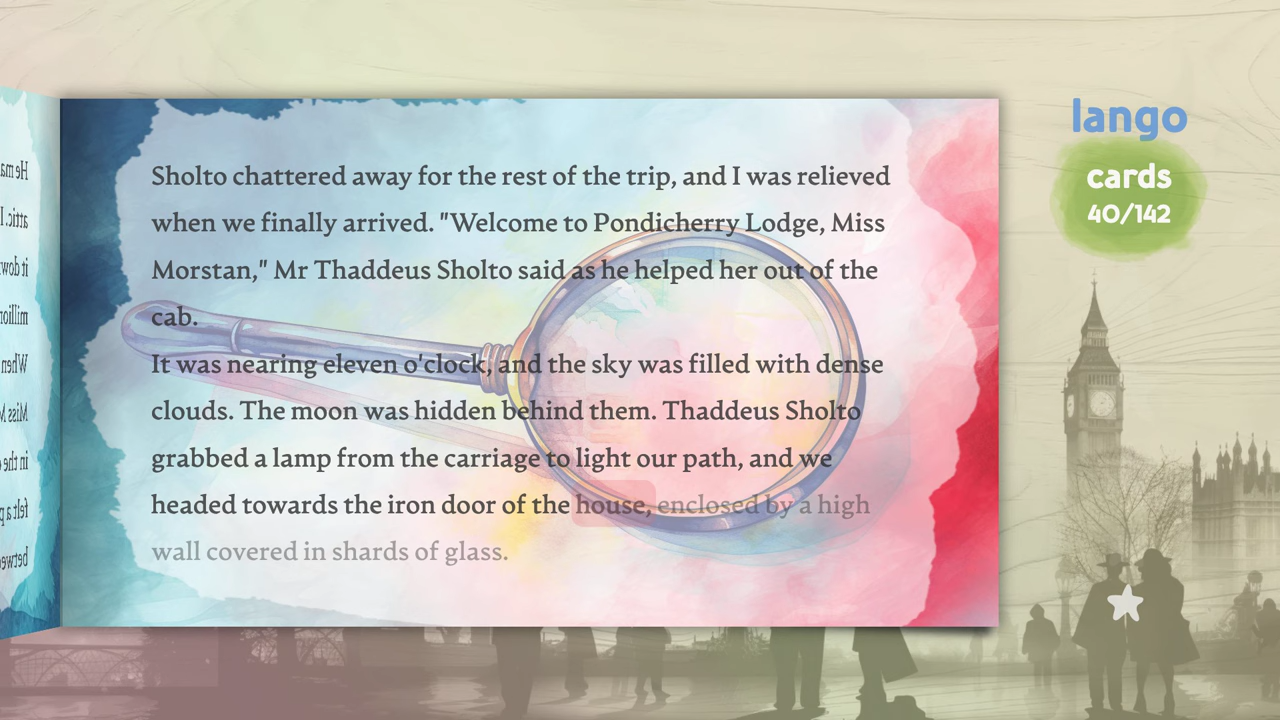 Sholto chattered away for the rest of the trip, and I was relieved
when we finally arrived. "Welcome to Pondicherry Lodge, Miss
Morstan," Mr Thaddeus Sholto said as he helped her out of the
cab.
It was nearing eleven o'clock, and the sky was filled with dense
clouds. The moon was hidden behind them. Thaddeus Sholto
grabbed a lamp from the carriage to light our path, and we
headed towards the iron door of the house, enclosed by a high
wall covered in shards of glass.
lango
cards
40/142